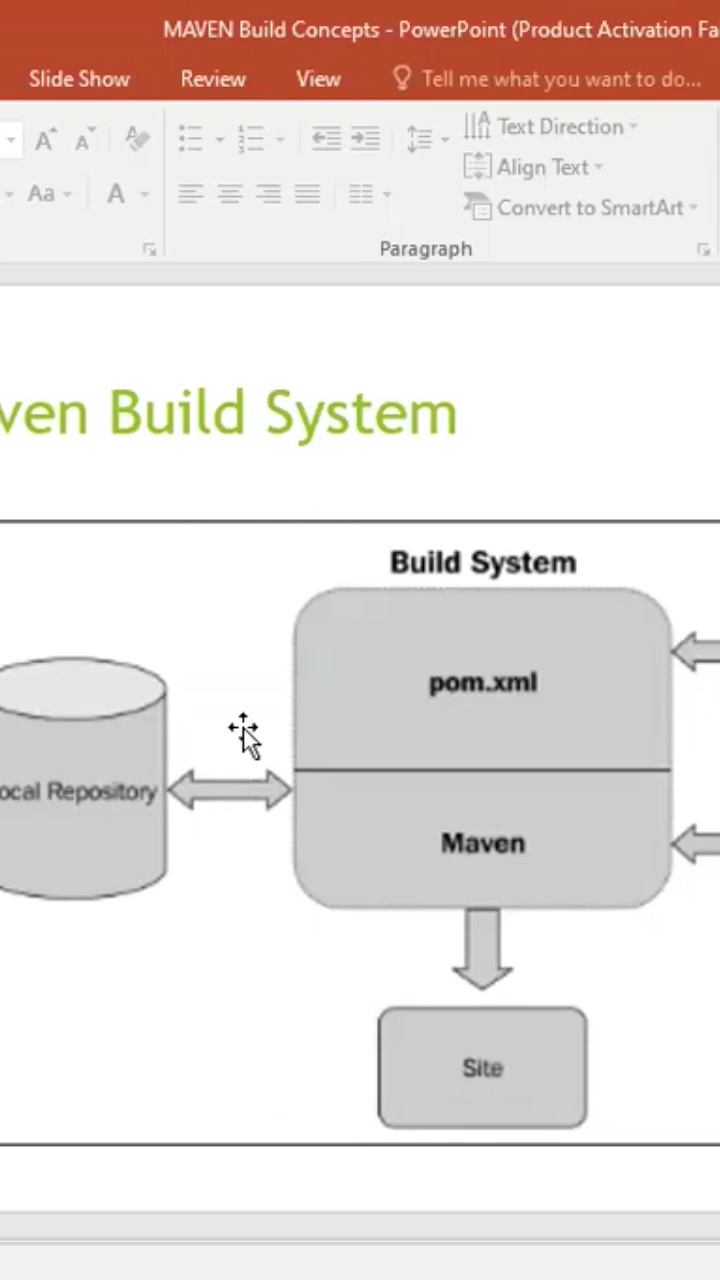 MAVEN Build Concepts - PowerPoint (Product Activation Fa
Slide Show Review View Tell me what you want to do...
Text Direction
Aa A Align Text
Convert to SmartArt
Paragraph
ven Build System
Build System
pom.xml
ocal Repository
Maven
Site